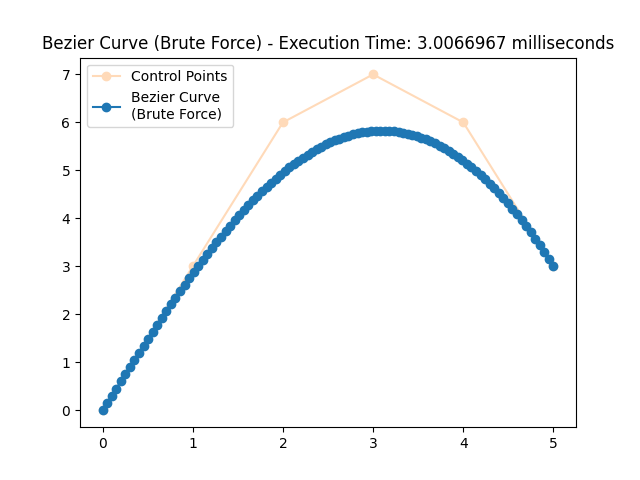 Bezier Curve (Brute Force) - Execution Time: 3.0066967 milliseconds
Control Points
Bezier Curve
(Brute Force)
7
6
5
4
3
2
1
0
0 1 2 3 4 5